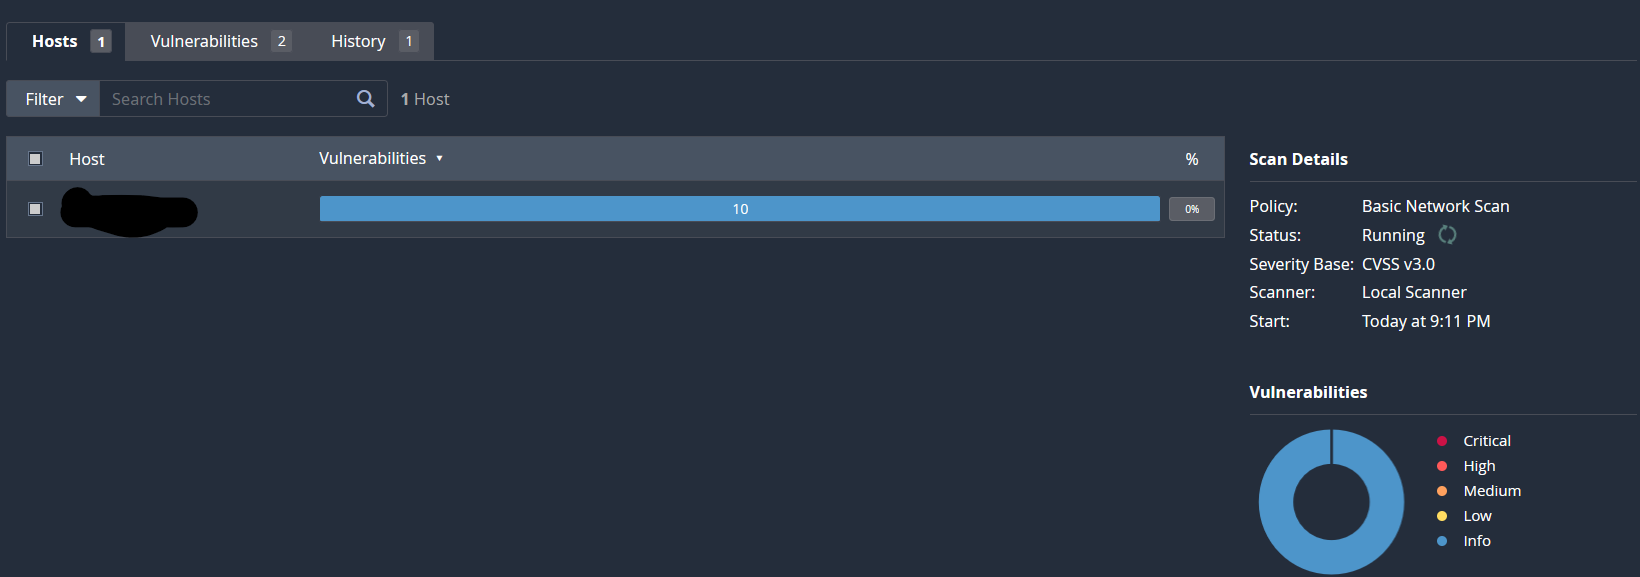 Hosts 1 Vulnerabilities 2 History 1
Filter Search Hosts 1 Host
Host Vulnerabilities %
10 0%
Scan Details
Policy: Basic Network Scan
Status: Running
Severity Base: CVSS v3.0
Scanner: Local Scanner
Start: Today at 9:11 PM
Vulnerabilities
Critical
High
Medium
Low
Info